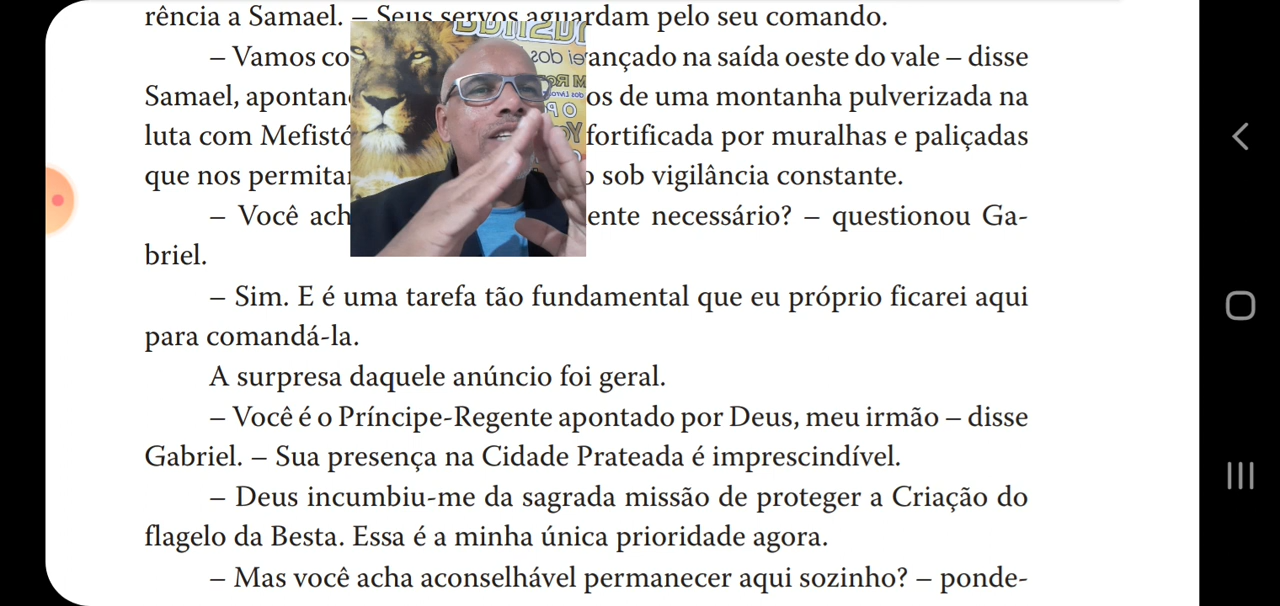 rência a Samael. – Seus servos aguardam pelo seu comando.
– Vamos co vançado na saída oeste do vale – disse
Samael, apontan os de uma montanha pulverizada na
luta com Mefistó fortificada por muralhas e paliçadas
que nos permita o sob vigilância constante.
– Você ach ente necessário? – questionou Ga-
briel.
– Sim. E é uma tarefa tão fundamental que eu próprio ficarei aqui
para comandá-la.
A surpresa daquele anúncio foi geral.
– Você é o Príncipe-Regente apontado por Deus, meu irmão – disse
Gabriel. – Sua presença na Cidade Prateada é imprescindível.
– Deus incumbiu-me da sagrada missão de proteger a Criação do
flagelo da Besta. Essa é a minha única prioridade agora.
– Mas você acha aconselhável permanecer aqui sozinho? – ponde-